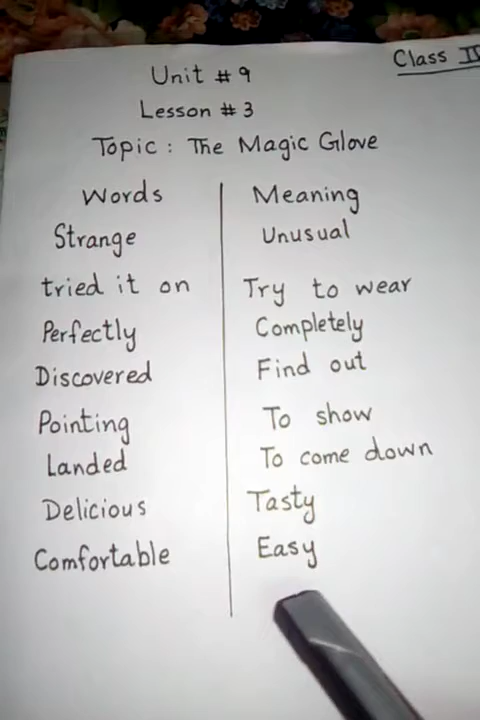 Class II
Unit # 9
Lesson # 3
Topic : The Magic Glove
Words Meaning
Strange Unusual
tried it on Try to wear
Perfectly Completely
Discovered Find out
Pointing To show
Landed To come down
Delicious Tasty
Comfortable Easy